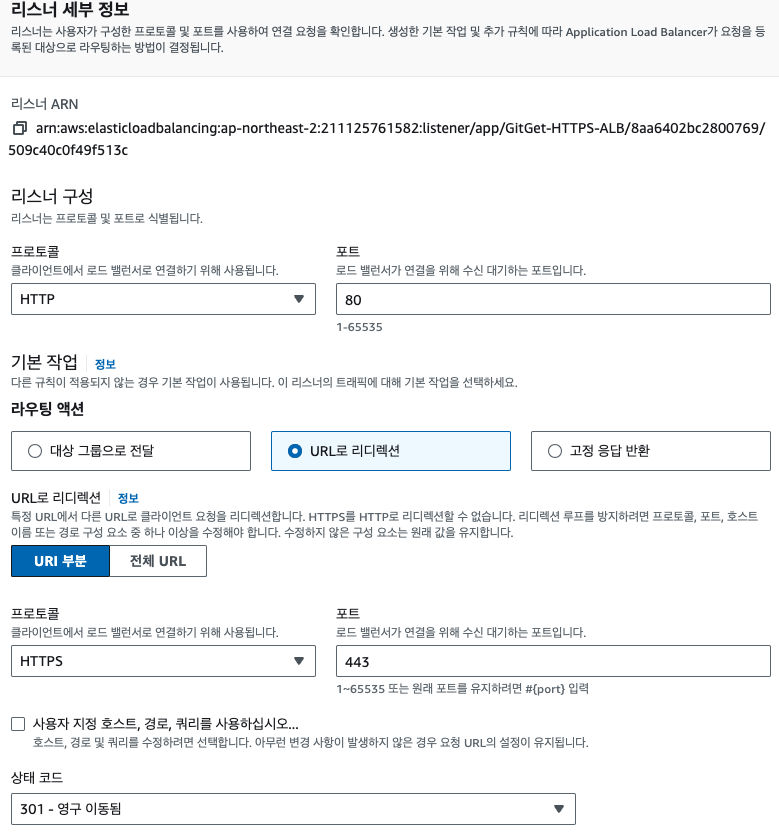 리스너 세부 정보
리스너는 사용자가 구성한 프로토콜 및 포트를 사용하여 연결 요청을 확인합니다. 생성한 기본 작업 및 추가 규칙에 따라 Application Load Balancer가 요청을 등
록된 대상으로 라우팅하는 방법이 결정됩니다.
리스너 ARN
arn:aws:elasticloadbalancing:ap-northeast-2:211125761582:listener/app/GitGet-HTTPS-ALB/8aa6402bc2800769/
509c40c0f49f513c
리스너 구성
리스너는 프로토콜 및 포트로 식별됩니다.
프로토콜
클라이언트에서 로드 밸런서로 연결하기 위해 사용됩니다.
HTTP
포트
로드 밸런서가 연결을 위해 수신 대기하는 포트입니다.
80
1-65535
기본 작업 정보
다른 규칙이 적용되지 않는 경우 기본 작업이 사용됩니다. 이 리스너의 트래픽에 대해 기본 작업을 선택하세요.
라우팅 액션
대상 그룹으로 전달
URL로 리디렉션
고정 응답 반환
URL로 리디렉션 정보
특정 URL에서 다른 URL로 클라이언트 요청을 리디렉션합니다. HTTPS를 HTTP로 리디렉션할 수 없습니다. 리디렉션 루프를 방지하려면 프로토콜, 포트, 호스트
이름 또는 경로 구성 요소 중 하나 이상을 수정해야 합니다. 수정하지 않은 구성 요소는 원래 값을 유지합니다.
URI 부분
전체 URL
프로토콜
클라이언트에서 로드 밸런서로 연결하기 위해 사용됩니다.
HTTPS
포트
로드 밸런서가 연결을 위해 수신 대기하는 포트입니다.
443
1~65535 또는 원래 포트를 유지하려면 #{port} 입력
사용자 지정 호스트, 경로, 쿼리를 사용하십시오...
호스트, 경로 및 쿼리를 수정하려면 선택합니다. 아무런 변경 사항이 발생하지 않은 경우 요청 URL의 설정이 유지됩니다.
상태 코드
301 - 영구 이동됨